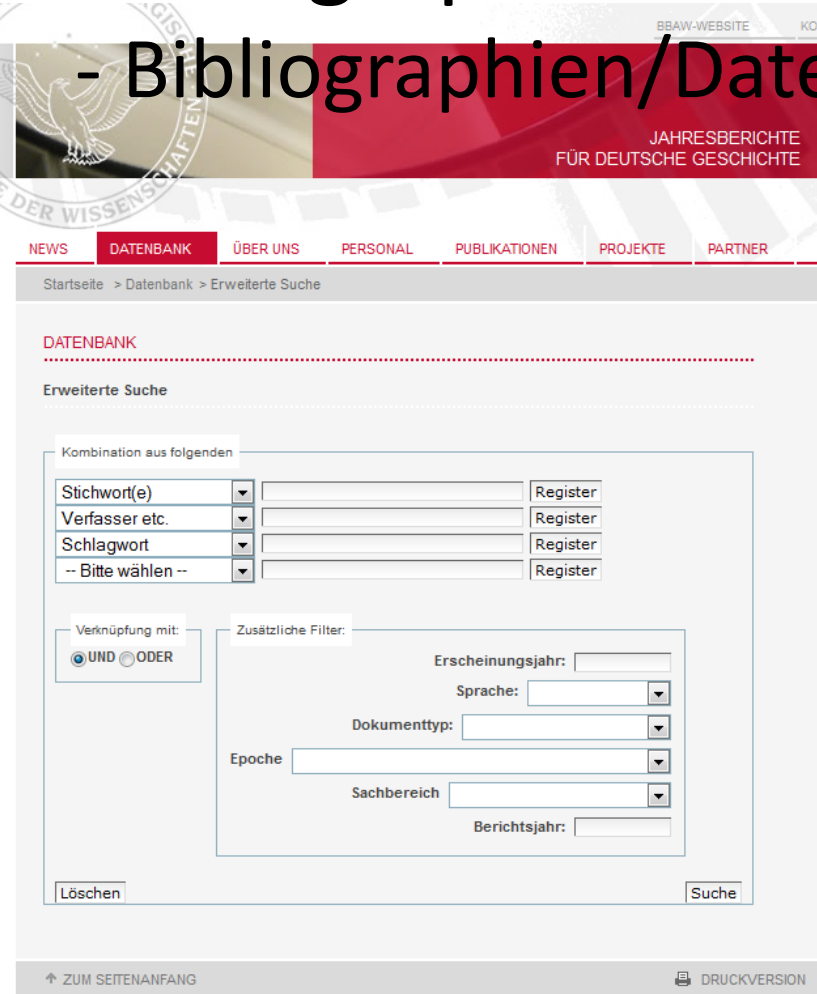 BBAW-WEBSITE
- Bibliographien/Date
JAHRESBERICHTE
FÜR DEUTSCHE GESCHICHTE
DER WISSENSCHAFTEN
NEWS DATENBANK ÜBER UNS PERSONAL PUBLIKATIONEN PROJEKTE PARTNER
Startseite > Datenbank > Erweiterte Suche
DATENBANK
Erweiterte Suche
Kombination aus folgenden
Stichwort(e) Register
Verfasser etc. Register
Schlagwort Register
-- Bitte wählen -- Register
Verknüpfung mit: Zusätzliche Filter:
UND ODER
Erscheinungsjahr:
Sprache:
Dokumenttyp:
Epoche
Sachbereich
Berichtsjahr:
Löschen Suche
ZUM SEITENANFANG DRUCKVERSION